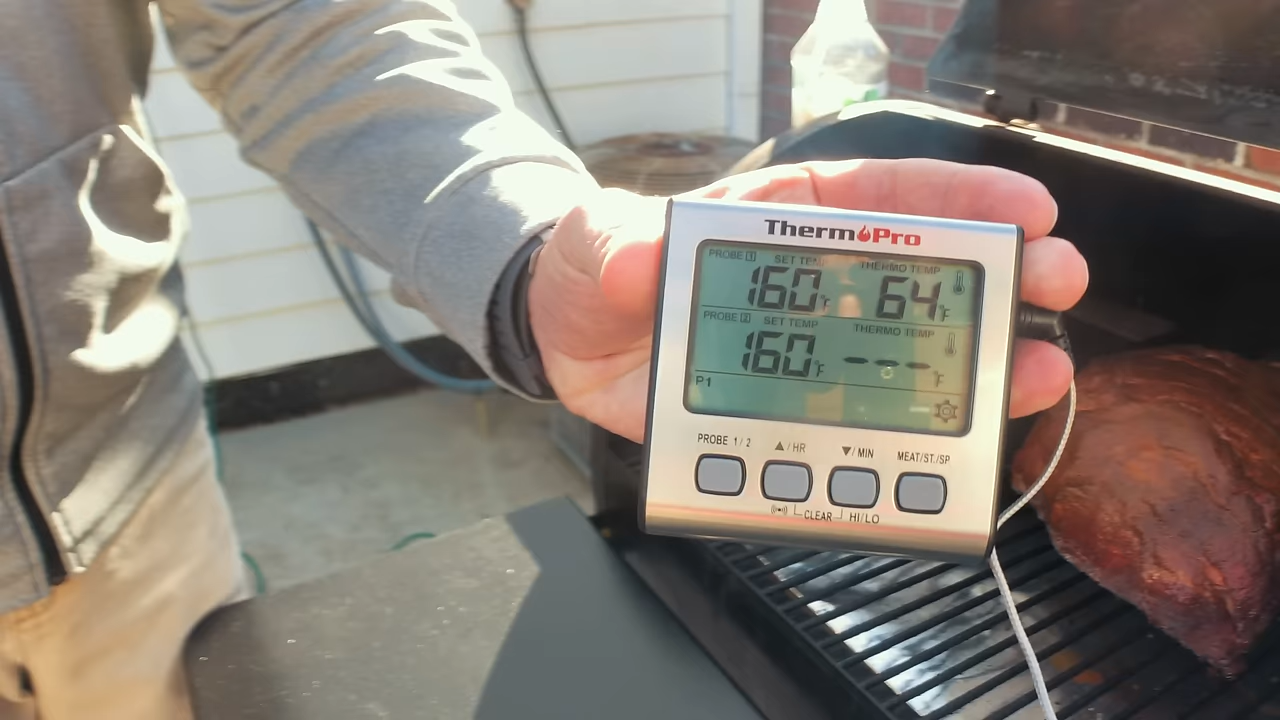 ThermoPro
PROBE 1 SET TEMP THERMO TEMP
160°F 64°F
PROBE 2 SET TEMP THERMO TEMP
160°F ---°F
P1
PROBE 1/2 ▲/HR ▼/MIN MEAT/ST./SP
CLEAR HI/LO